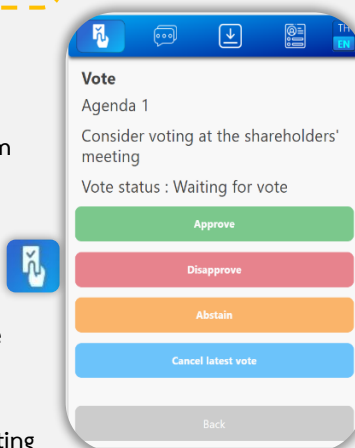 TH
EN
Vote
Agenda 1
Consider voting at the shareholders'
meeting
Vote status : Waiting for vote
Approve
Disapprove
Abstain
Cancel latest vote
Back